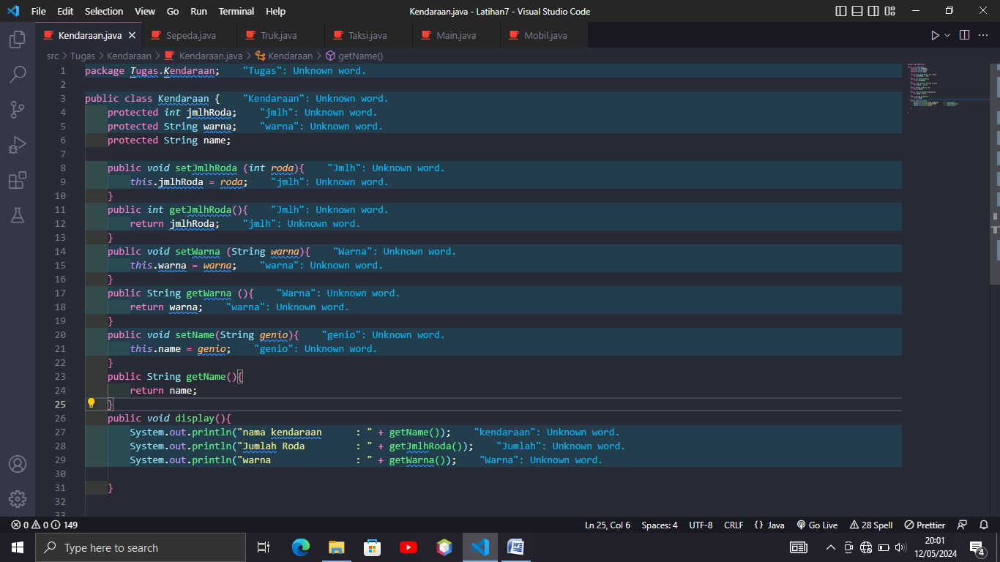 File Edit Selection View Go Run Terminal Help Kendaraan.java - Latihan7 - Visual Studio Code
Kendaraan.java Sepeda.java Truk.java Taksi.java Main.java Mobil.java
src > Tugas > Kendaraan > Kendaraan.java > Kendaraan > getName()
1 package Tugas.Kendaraan; "Tugas": Unknown word.
2
3 public class Kendaraan { "Kendaraan": Unknown word.
4 protected int jmlhRoda; "jmlh": Unknown word.
5 protected String warna; "warna": Unknown word.
6 protected String name;
7
8 public void setJmlhRoda (int roda){ "Jmlh": Unknown word.
9 this.jmlhRoda = roda; "jmlh": Unknown word.
10 }
11 public int getJmlhRoda(){ "Jmlh": Unknown word.
12 return jmlhRoda; "jmlh": Unknown word.
13 }
14 public void setWarna (String warna){ "Warna": Unknown word.
15 this.warna = warna; "warna": Unknown word.
16 }
17 public String getWarna (){ "Warna": Unknown word.
18 return warna; "warna": Unknown word.
19 }
20 public void setName(String genio){ "genio": Unknown word.
21 this.name = genio; "genio": Unknown word.
22 }
23 public String getName(){
24 return name;
25 }
26 public void display(){
27 System.out.println("nama kendaraan : " + getName()); "kendaraan": Unknown word.
28 System.out.println("Jumlah Roda : " + getJmlhRoda()); "Jumlah": Unknown word.
29 System.out.println("warna : " + getWarna()); "Warna": Unknown word.
30
31 }
32
33
0 0 149 Ln 25, Col 6 Spaces: 4 UTF-8 CRLF {} Java Go Live 28 Spell Prettier
Type here to search 20:01
12/05/2024 4